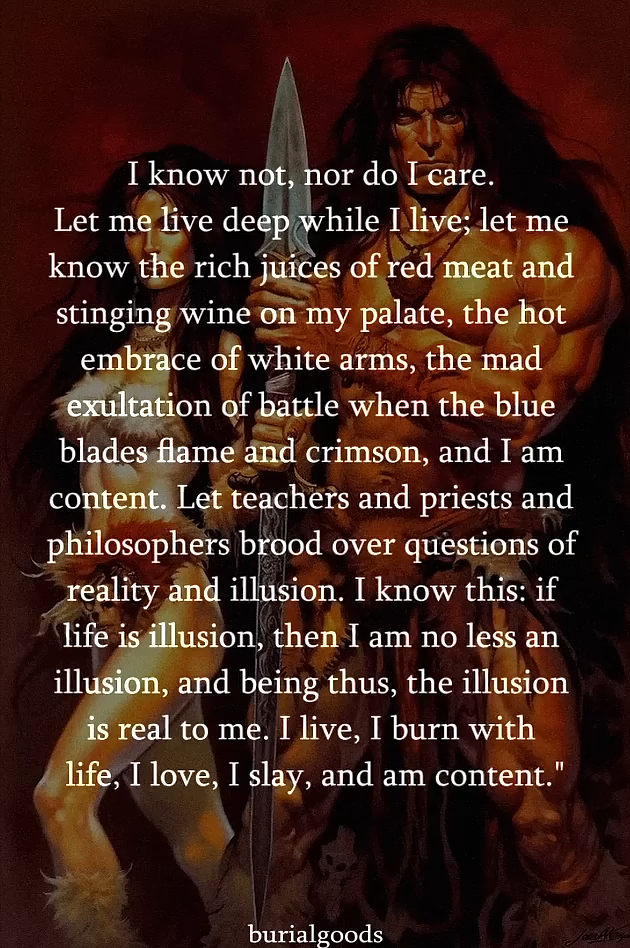 I know not, nor do I care.
Let me live deep while I live; let me
know the rich juices of red meat and
stinging wine on my palate, the hot
embrace of white arms, the mad
exultation of battle when the blue
blades flame and crimson, and I am
content. Let teachers and priests and
philosophers brood over questions of
reality and illusion. I know this: if
life is illusion, then I am no less an
illusion, and being thus, the illusion
is real to me. I live, I burn with
life, I love, I slay, and am content."
burialgoods